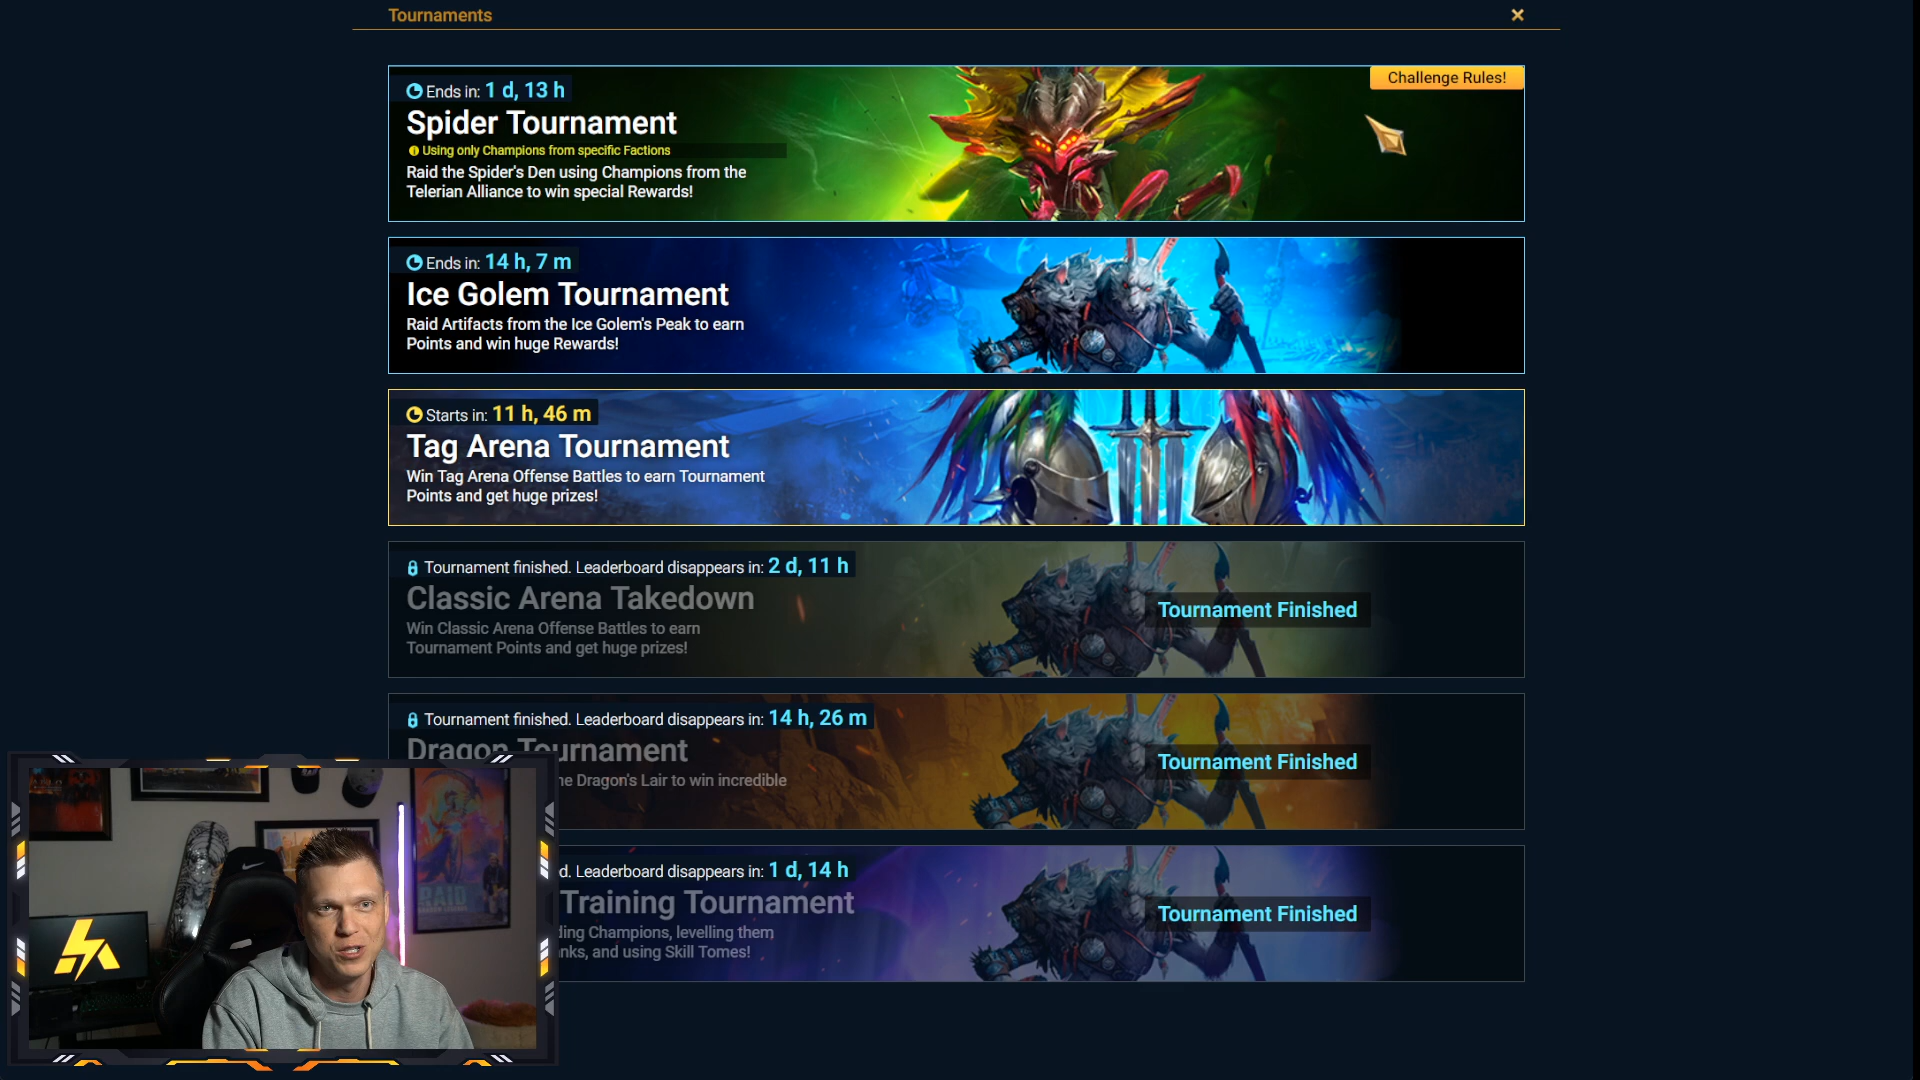 Tournaments
Ends in: 1 d, 13 h
Challenge Rules!
Spider Tournament
Using only Champions from specific Factions
Raid the Spider's Den using Champions from the
Telerian Alliance to win special Rewards!
Ends in: 14 h, 7 m
Ice Golem Tournament
Raid Artifacts from the Ice Golem's Peak to earn
Points and win huge Rewards!
Starts in: 11 h, 46 m
Tag Arena Tournament
Win Tag Arena Offense Battles to earn Tournament
Points and get huge prizes!
Tournament finished. Leaderboard disappears in: 2 d, 11 h
Classic Arena Takedown
Tournament Finished
Win Classic Arena Offense Battles to earn
Tournament Points and get huge prizes!
Tournament finished. Leaderboard disappears in: 14 h, 26 m
Dragon Tournament
Tournament Finished
Dragon's Lair to win incredible
Leaderboard disappears in: 1 d, 14 h
Training Tournament
Tournament Finished
Champions, levelling them
and using Skill Tomes!
RAID